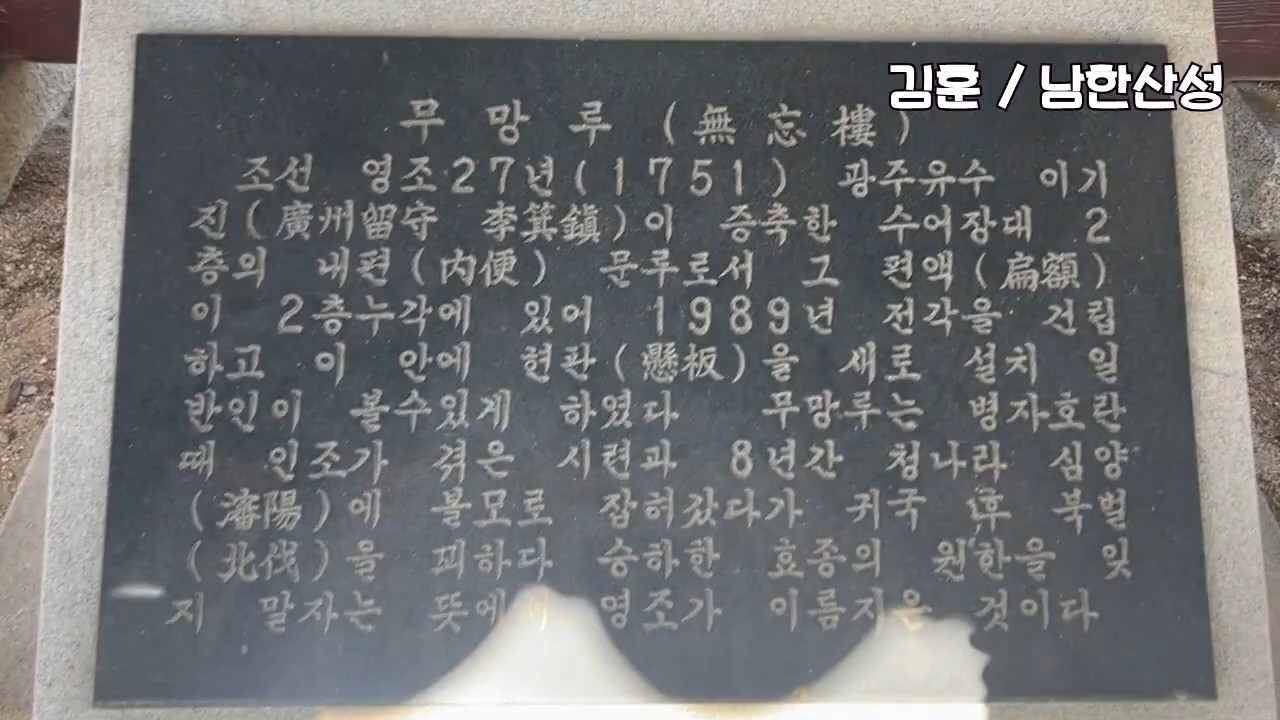 김훈 / 남한산성
무망루(無忘樓)
조선 영조27년(1751) 광주유수 이기
진(廣州留守 李箕鎭)이 증축한 수어장대 2
층의 내편(内便) 문루로서 그 편액(扁額)
이 2층누각에 있어 1989년 전각을 건립
하고 이 안에 현판(懸板)을 새로 설치 일
반인이 볼수있게 하였다 무망루는 병자호란
때 인조가 겪은 시련과 8년간 청나라 심양
(瀋陽)에 볼모로 잡혀갔다가 귀국 후 북벌
(北伐)을 꾀하다 승하한 효종의 원한을 잊
지 말자는 뜻에서 영조가 이름지은 것이다